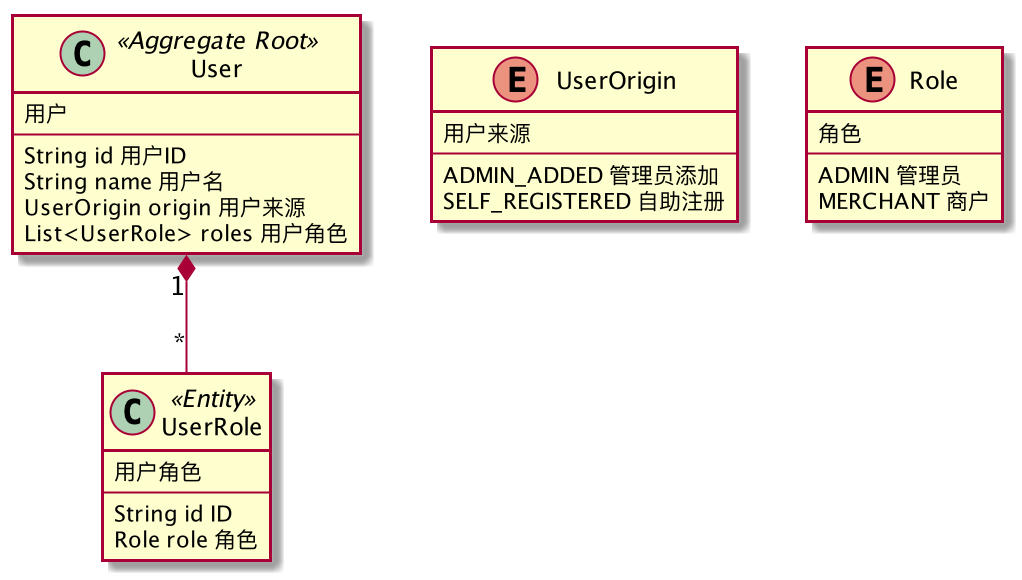 C
«Aggregate Root»
User
用户
String id 用户ID
String name 用户名
UserOrigin origin 用户来源
List<UserRole> roles 用户角色
E
UserOrigin
用户来源
ADMIN_ADDED 管理员添加
SELF_REGISTERED 自助注册
E
Role
角色
ADMIN 管理员
MERCHANT 商户
1
*
C
«Entity»
UserRole
用户角色
String id ID
Role role 角色